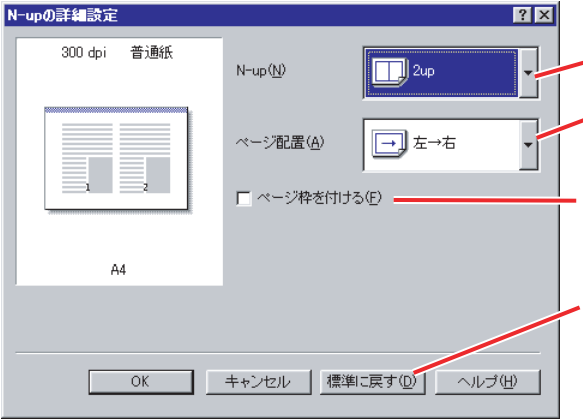 N-upの詳細設定
300 dpi 普通紙
N-up(N)
2up
ページ配置(A)
左→右
ページ枠を付ける(F)
1 2
A4
OK キャンセル 標準に戻す(D) ヘルプ(H)